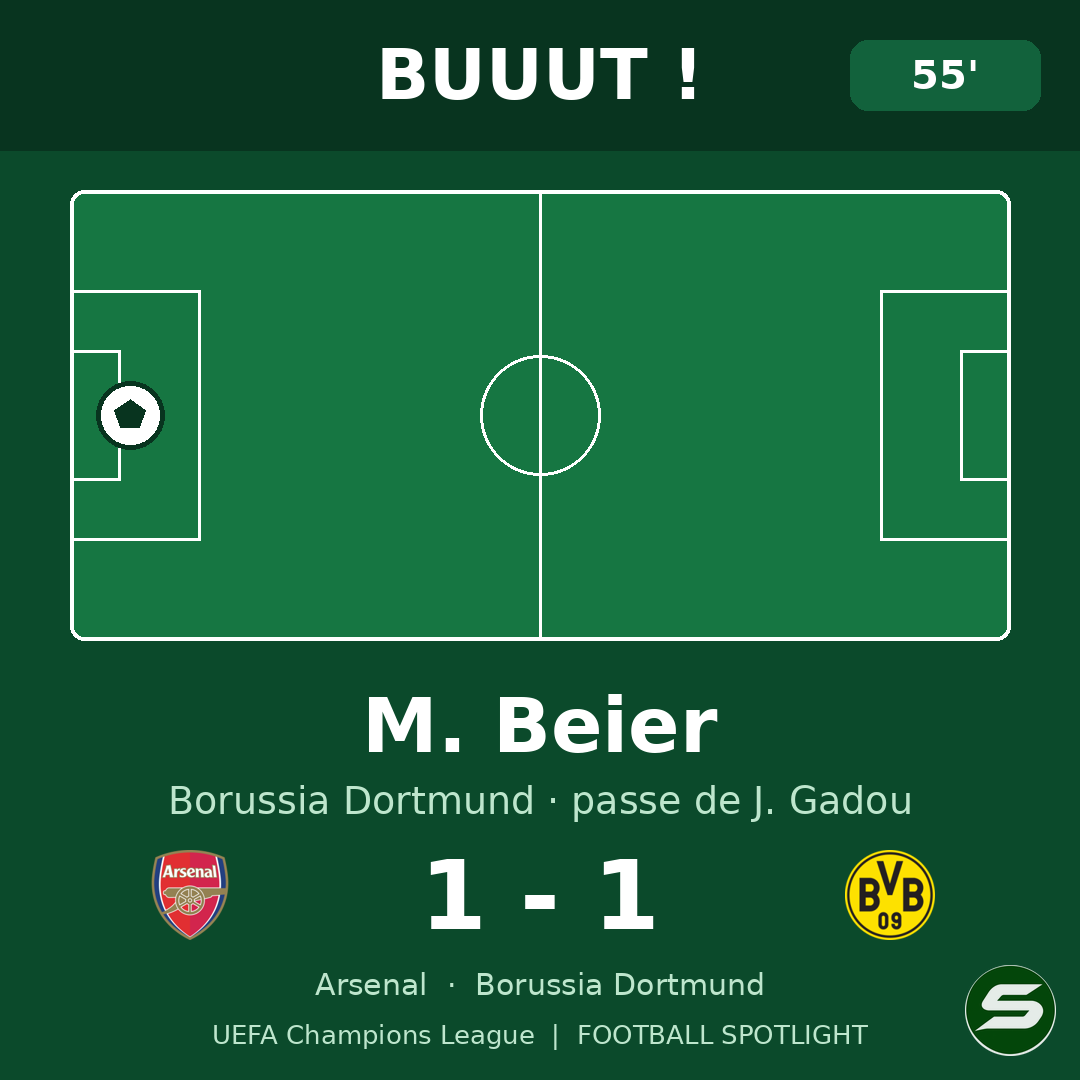 BUUUT !
55'
M. Beier
Borussia Dortmund · passe de J. Gadou
Arsenal
1 - 1
BVB
09
Arsenal · Borussia Dortmund
UEFA Champions League | FOOTBALL SPOTLIGHT
S